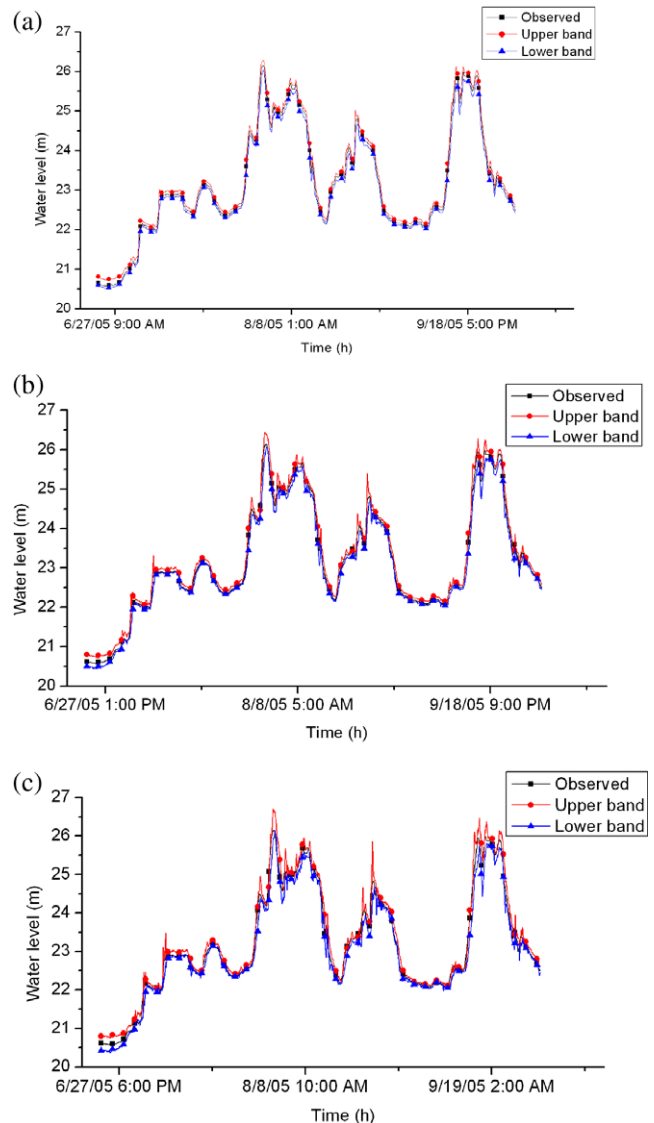 (a)
Observed
Upper band
Lower band
27
26
25
24
23
22
21
20
Water level (m)
6/27/05 9:00 AM 8/8/05 1:00 AM 9/18/05 5:00 PM
Time (h)
(b)
Observed
Upper band
Lower band
27
26
25
24
23
22
21
20
Water level (m)
6/27/05 1:00 PM 8/8/05 5:00 AM 9/18/05 9:00 PM
Time (h)
(c)
Observed
Upper band
Lower band
27
26
25
24
23
22
21
20
Water level (m)
6/27/05 6:00 PM 8/8/05 10:00 AM 9/19/05 2:00 AM
Time (h)